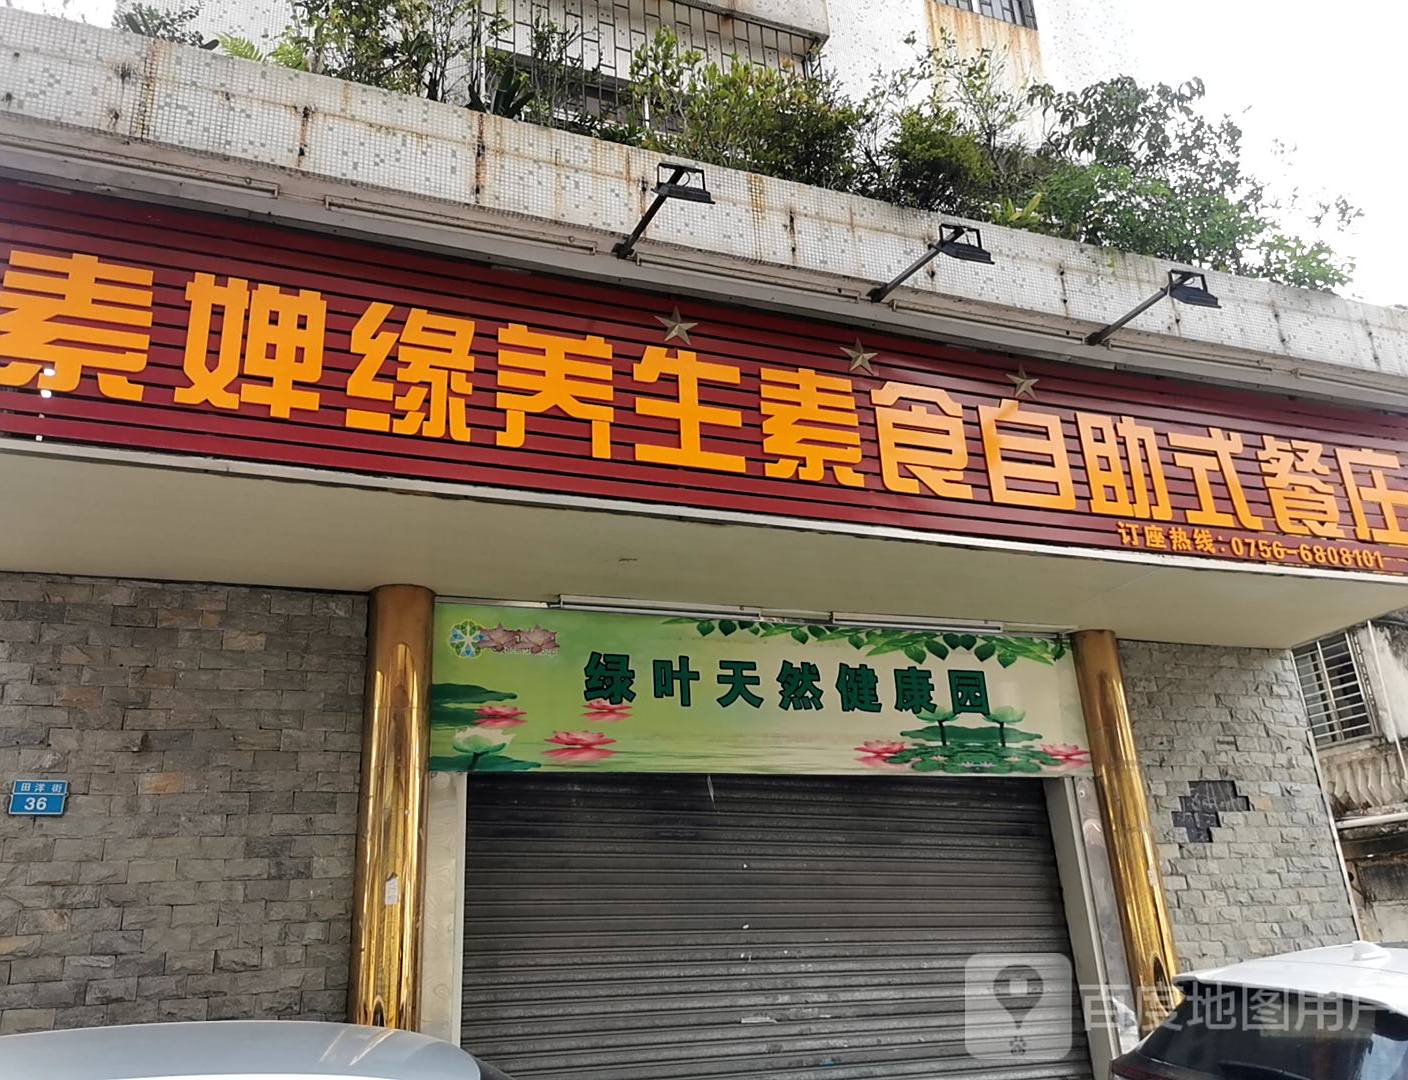 素婢缘养生素食自助式餐庄
订座热线：0756-6808101
绿叶天然健康园
田洋街
36
百度地图用户